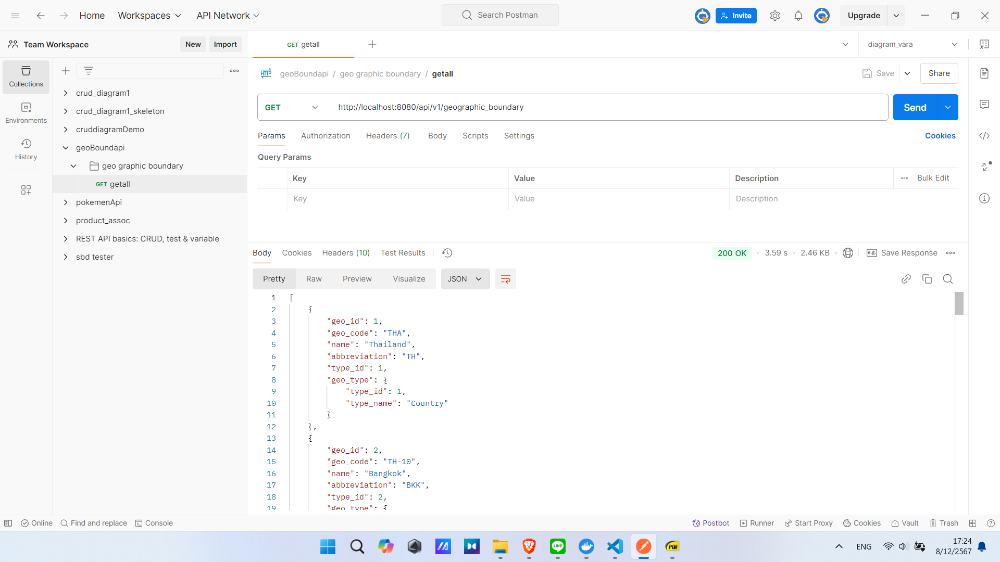 Home Workspaces API Network Search Postman Invite Upgrade
Team Workspace New Import GET getall diagram_vara
Collections
Environments
History
crud_diagram1
crud_diagram1_skeleton
cruddiagramDemo
geoBoundapi
geo graphic boundary
GET getall
pokemenApi
product_assoc
REST API basics: CRUD, test & variable
sbd tester
HTTP geoBoundapi / geo graphic boundary / getall Save Share
GET http://localhost:8080/api/v1/geographic_boundary Send
Params Authorization Headers (7) Body Scripts Settings Cookies
Query Params
Key Value Description Bulk Edit
Key Value Description
Body Cookies Headers (10) Test Results 200 OK 3.59 s 2.46 KB e.g. Save Response
Pretty Raw Preview Visualize JSON
1 [
2 {
3 "geo_id": 1,
4 "geo_code": "THA",
5 "name": "Thailand",
6 "abbreviation": "TH",
7 "type_id": 1,
8 "geo_type": {
9 "type_id": 1,
10 "type_name": "Country"
11 }
12 },
13 {
14 "geo_id": 2,
15 "geo_code": "TH-10",
16 "name": "Bangkok",
17 "abbreviation": "BKK",
18 "type_id": 2,
19 "geo_type": {
Online Find and replace Console Postbot Runner Start Proxy Cookies Vault Trash
LINE PDF ENG 17:24
8/12/2567